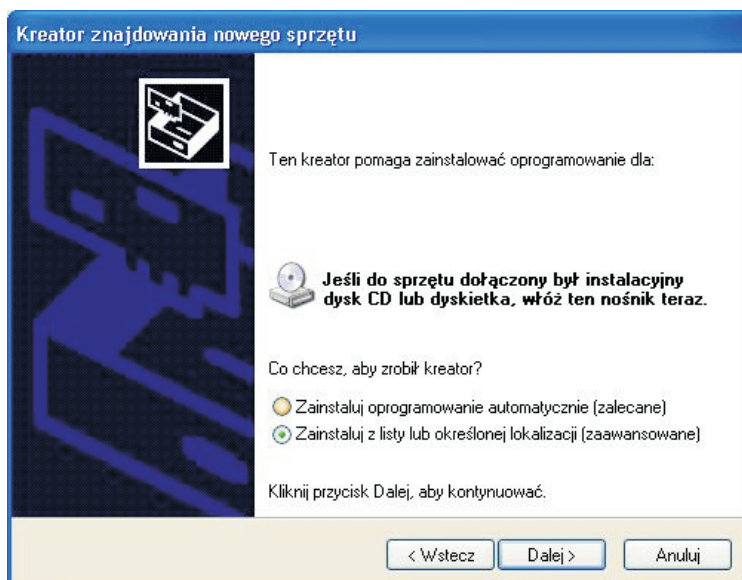 Kreator znajdowania nowego sprzętu
Ten kreator pomaga zainstalować oprogramowanie dla:
Jeśli do sprzętu dołączony był instalacyjny
dysk CD lub dyskietka, włóż ten nośnik teraz.
Co chcesz, aby zrobił kreator?
Zainstaluj oprogramowanie automatycznie (zalecane)
Zainstaluj z listy lub określonej lokalizacji (zaawansowane)
Kliknij przycisk Dalej, aby kontynuować.
< Wstecz
Dalej >
Anuluj